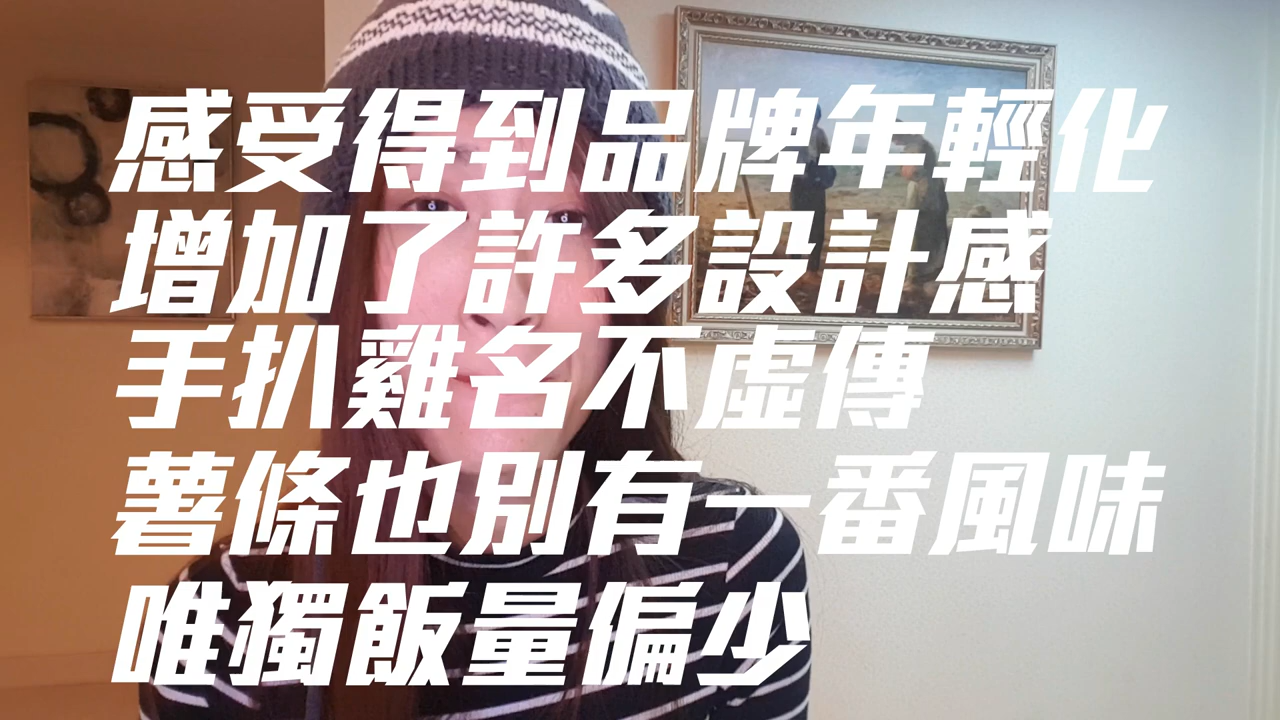 感受得到品牌年輕化
增加了許多設計感
手扒雞名不虛傳
薯條也別有一番風味
唯獨飯量偏少